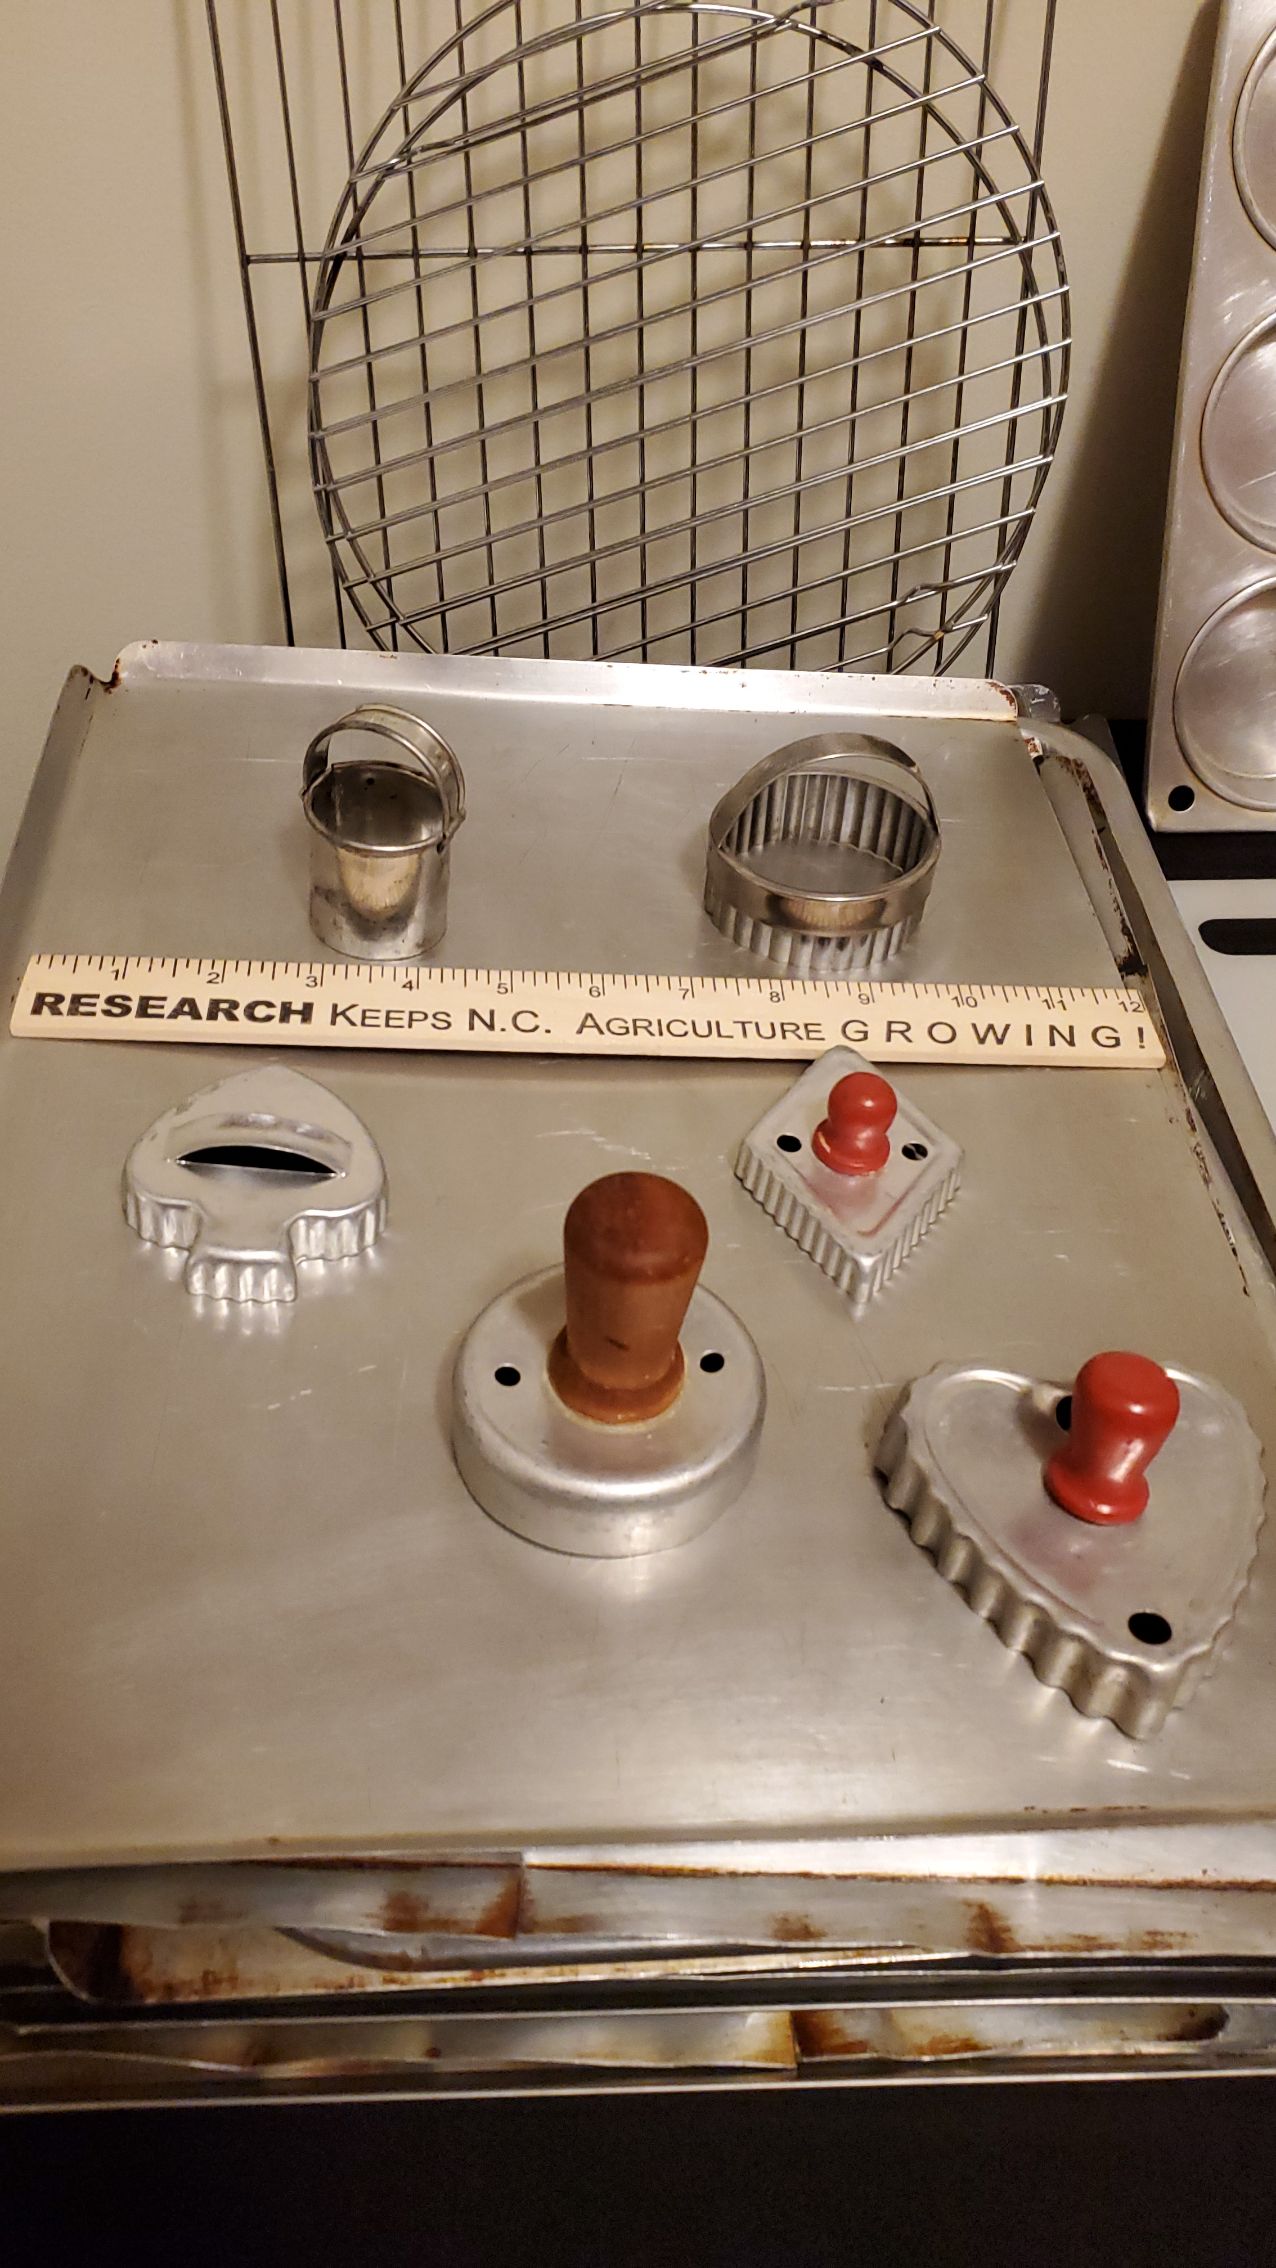 1 2 3 4 5 6 7 8 9 10 11 12
RESEARCH KEEPS N.C. AGRICULTURE GROWING!